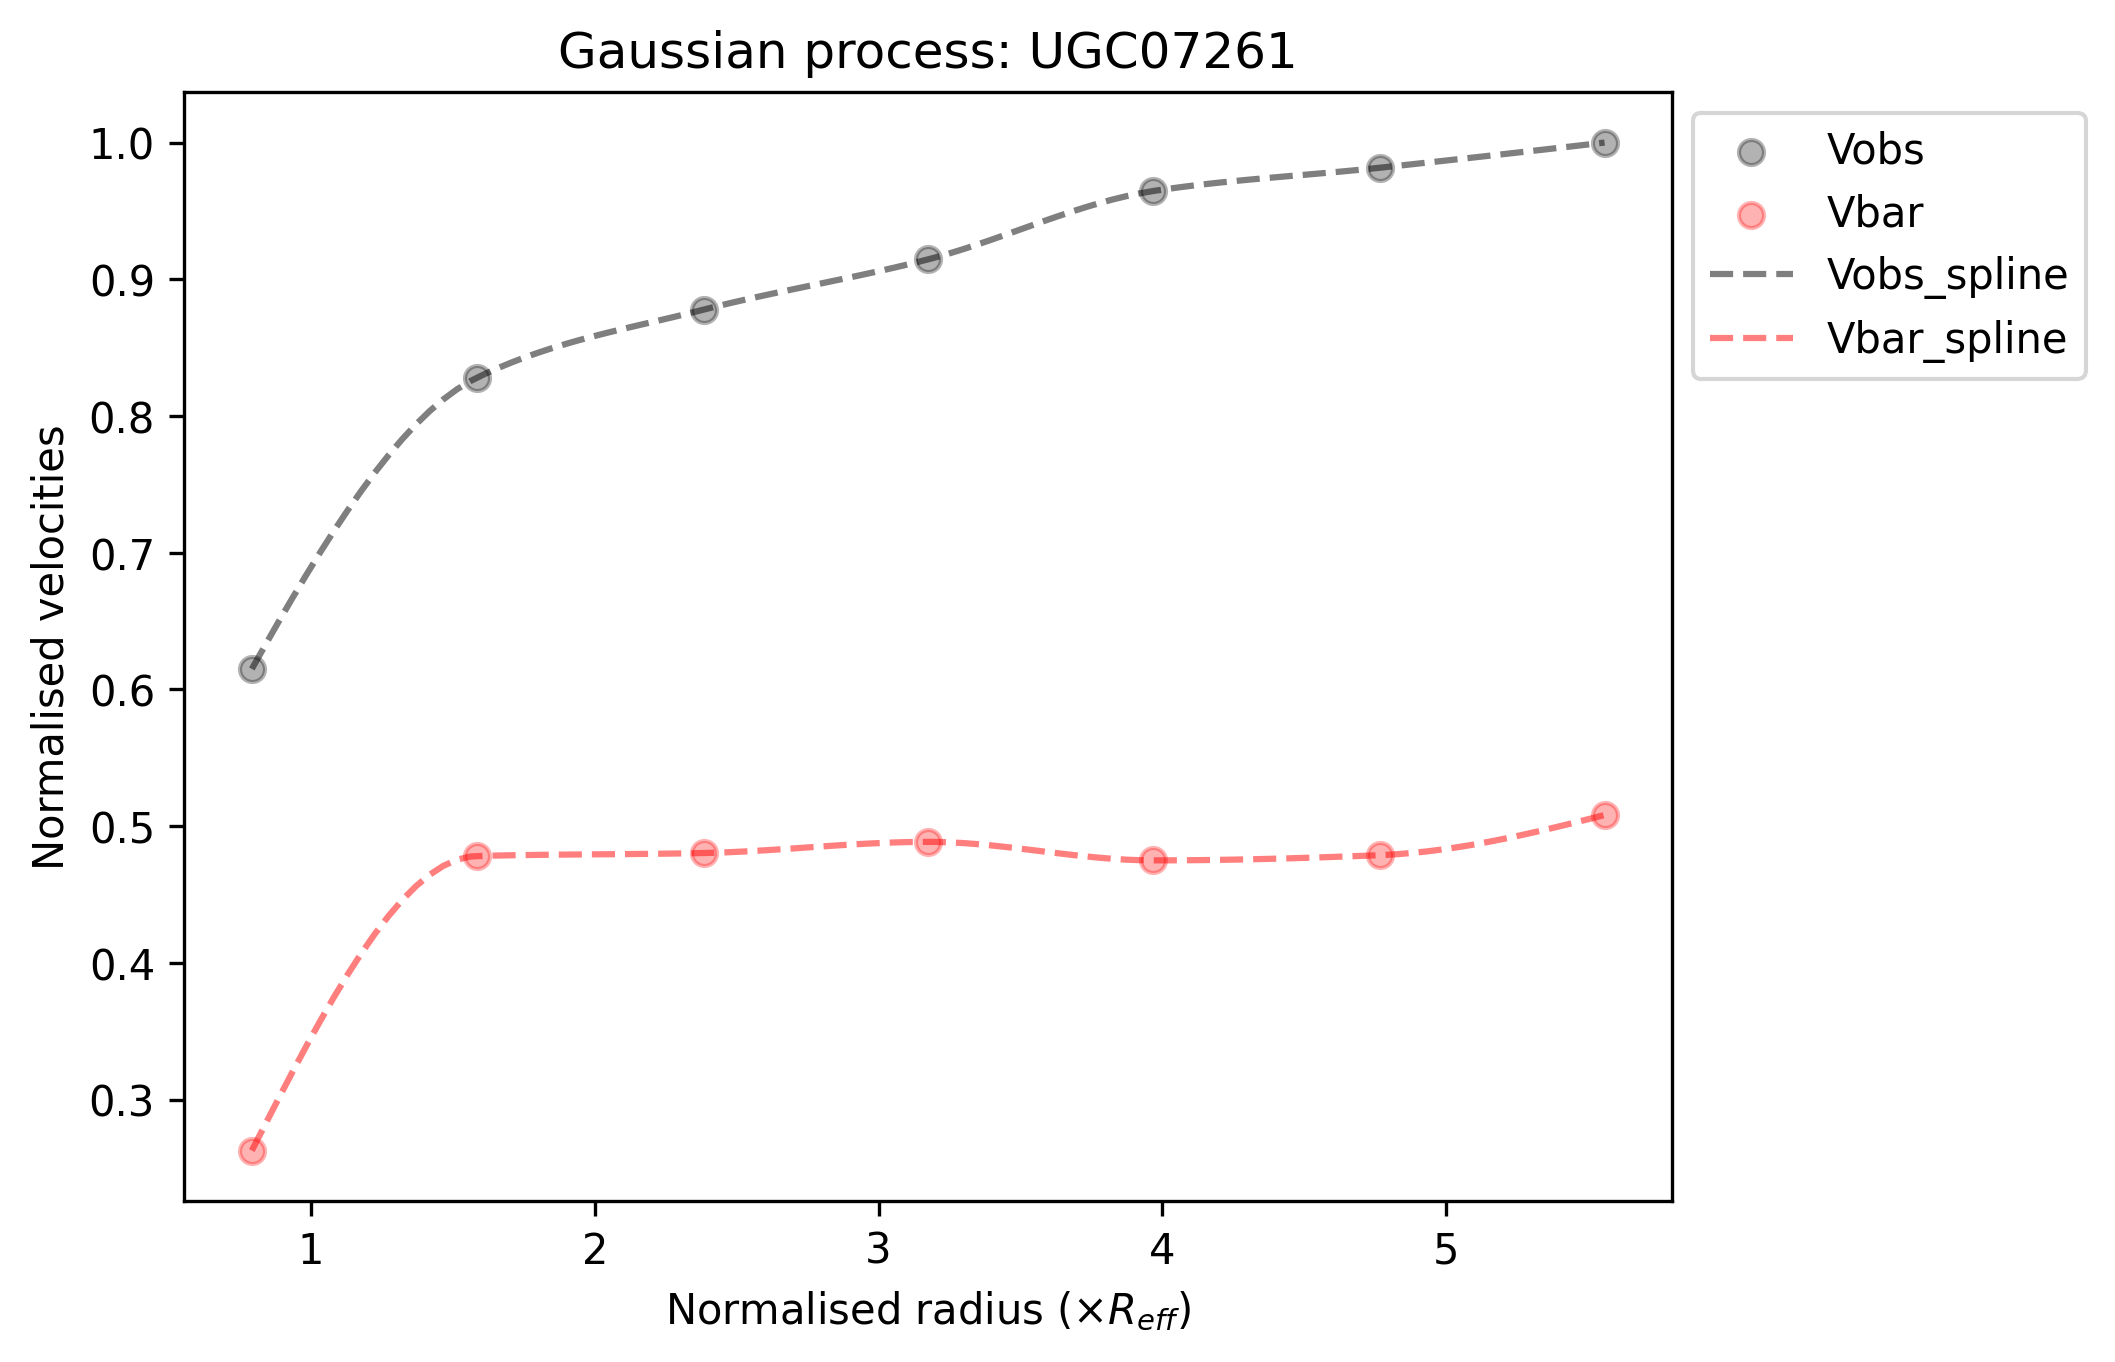 Gaussian process: UGC07261
1.0
0.9
0.8
0.7
0.6
0.5
0.4
0.3
Normalised velocities
1 2 3 4 5
Normalised radius (×R_eff)
Vobs
Vbar
Vobs_spline
Vbar_spline